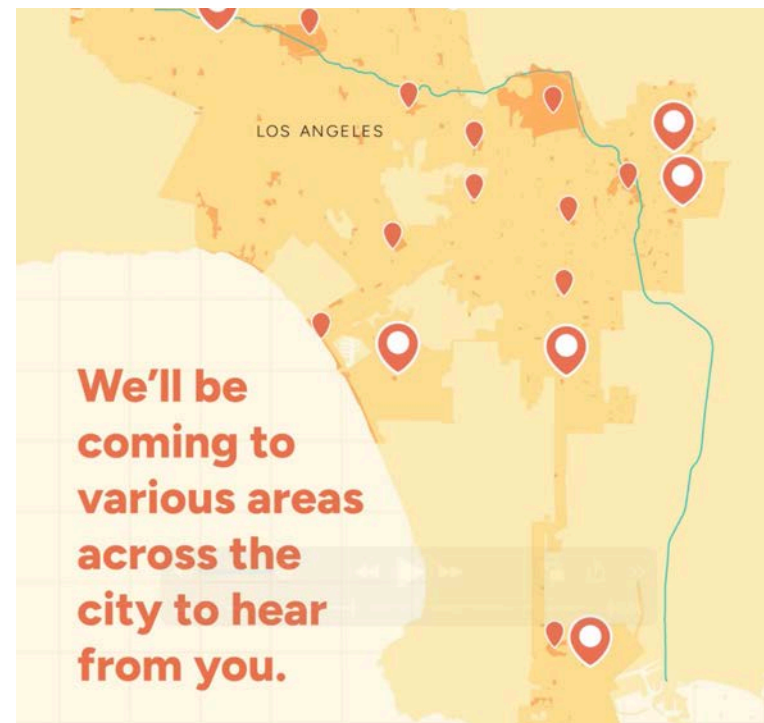 LOS ANGELES
We’ll be
coming to
various areas
across the
city to hear
from you.